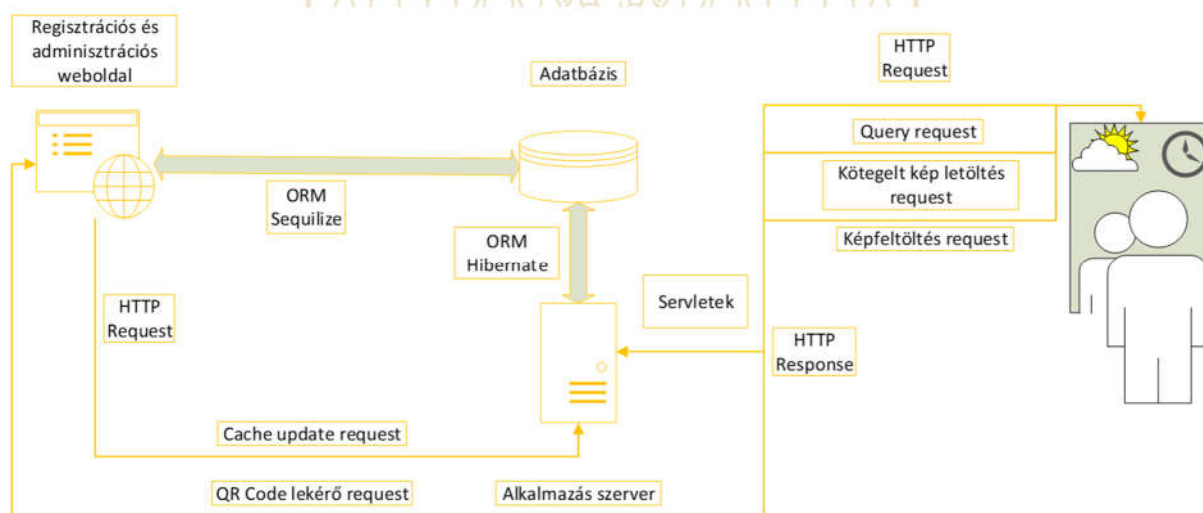 Regisztrációs és
adminisztrációs
weboldal
Adatbázis
HTTP
Request
Query request
Kötegelt kép letöltés
request
Képfeltöltés request
ORM
Sequilize
ORM
Hibernate
Servletek
HTTP
Request
HTTP
Response
Cache update request
QR Code lekérő request
Alkalmazás szerver